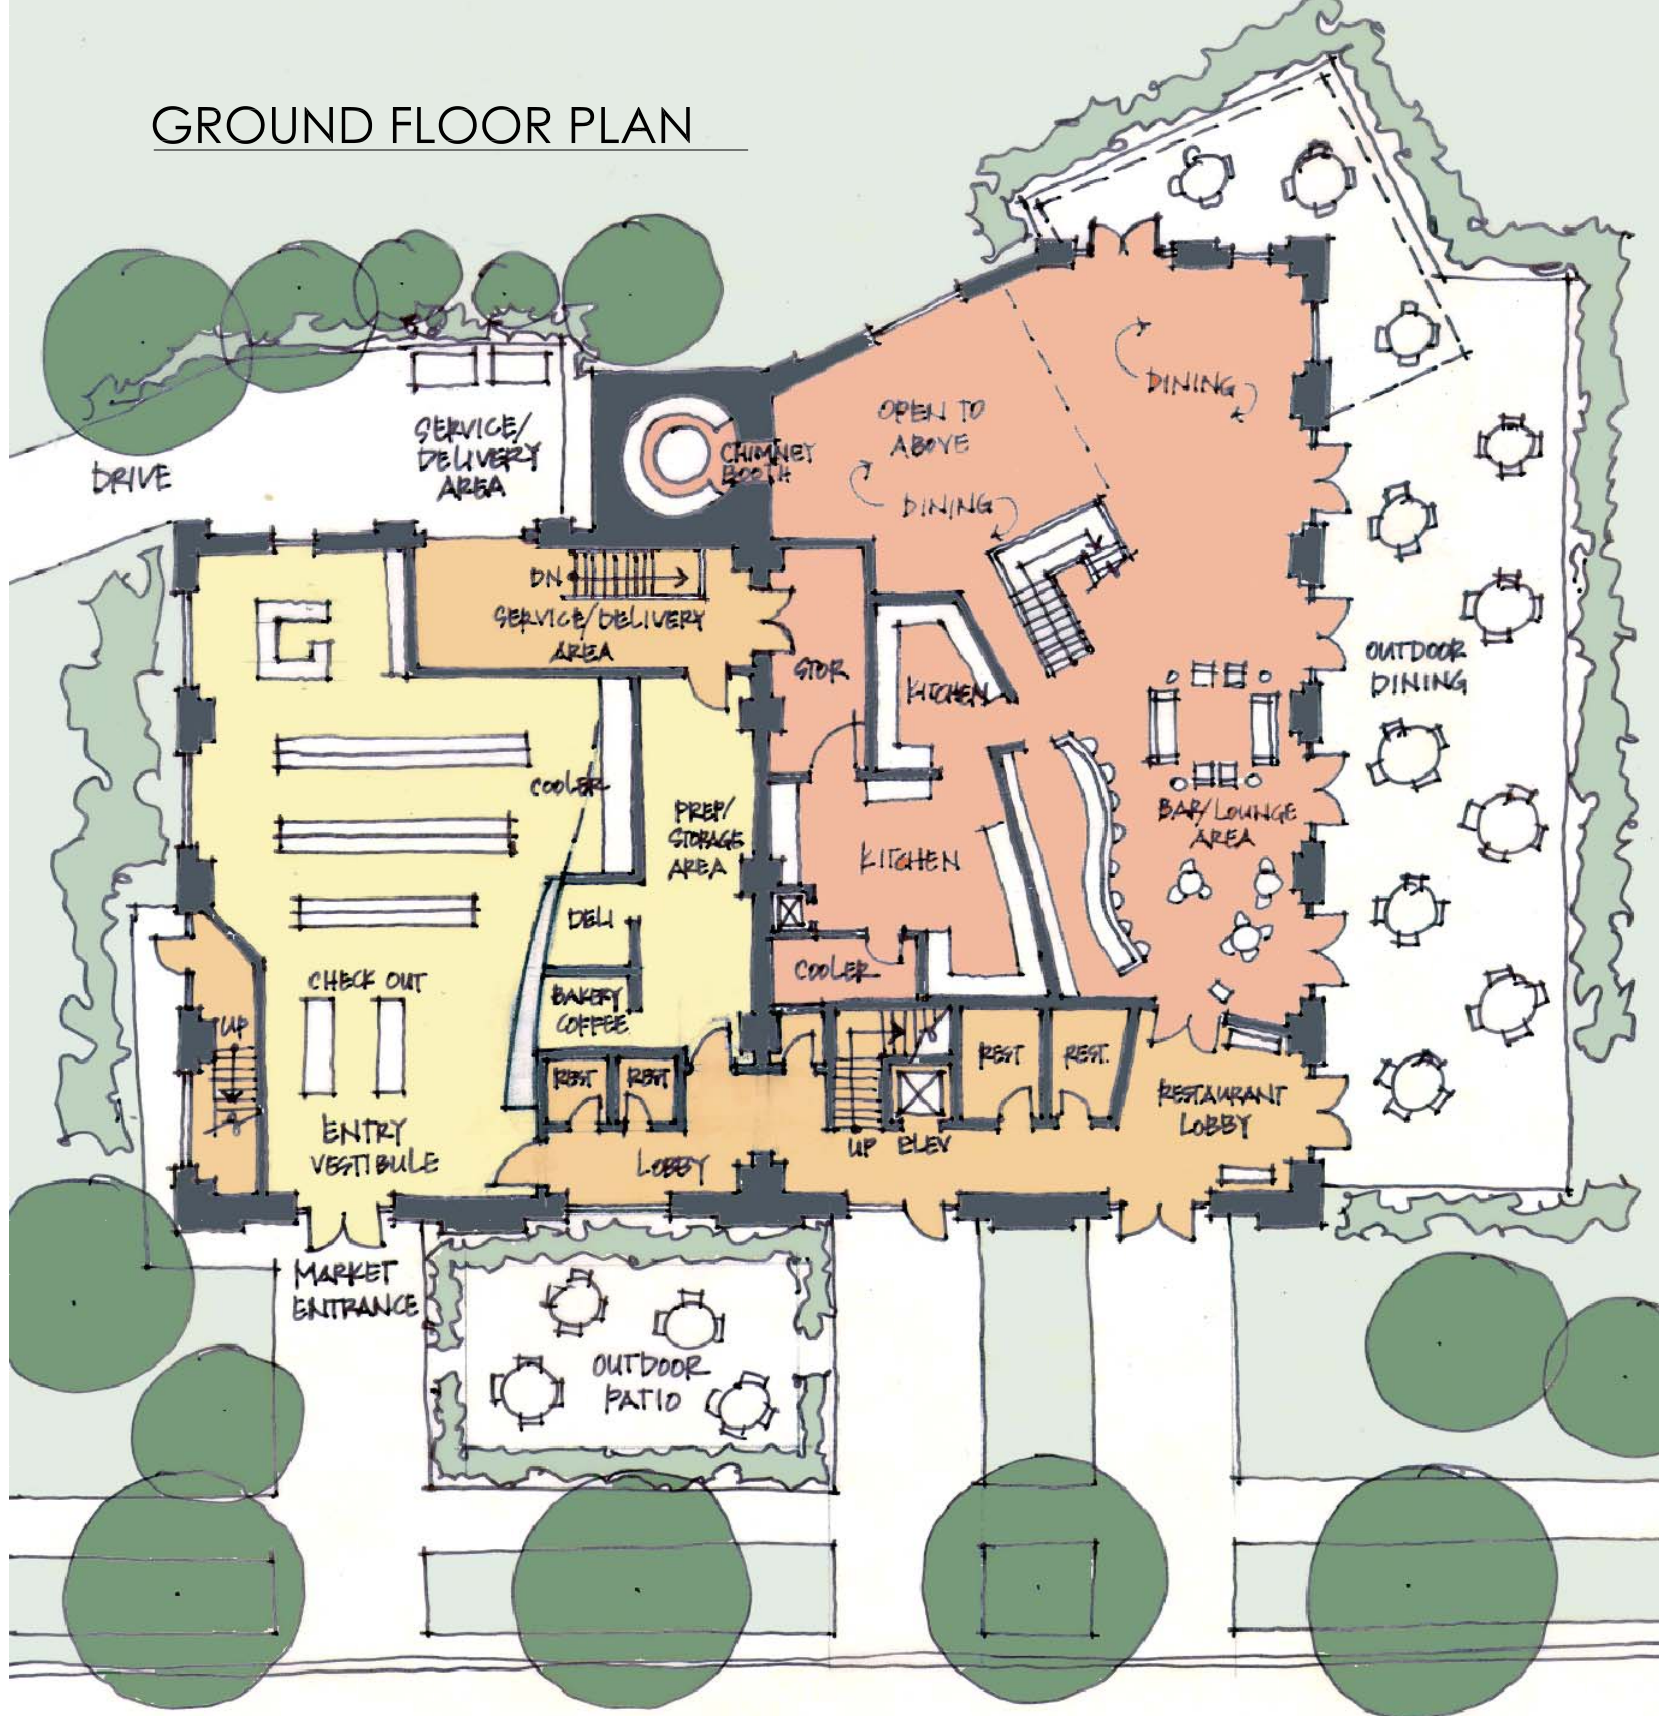 GROUND FLOOR PLAN
SERVICE/
DELIVERY
AREA
DRIVE
CHIMNEY
BOOTH
OPEN TO
ABOVE
DINING
DINING
DN
SERVICE/DELIVERY
AREA
STOR
KITCHEN
OUTDOOR
DINING
COOLER
PREP/
STORAGE
AREA
KITCHEN
BAR/LOUNGE
AREA
DELI
COOLER
CHECK OUT
BAKERY
COFFEE
UP
REST
REST
REST
REST.
RESTAURANT
LOBBY
ENTRY
VESTIBULE
LOBBY
UP
ELEV
MARKET
ENTRANCE
OUTDOOR
PATIO